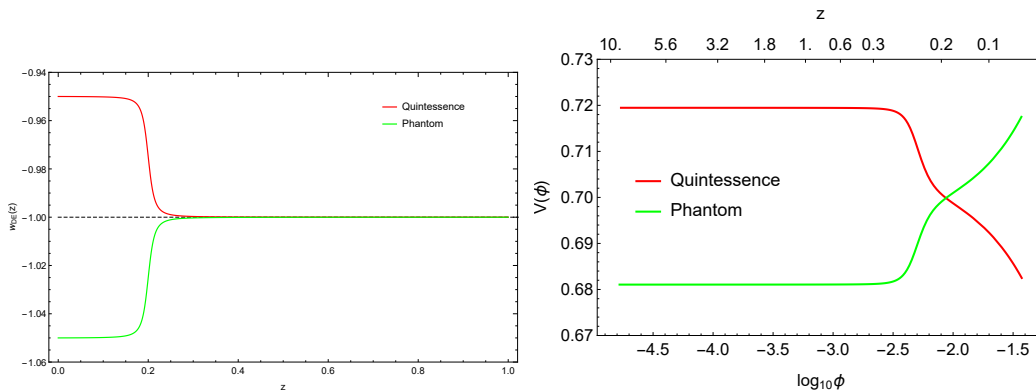 -0.94
-0.96
-0.98
-1.00
-1.02
-1.04
-1.06
w_DE(z)
Quintessence
Phantom
0.0 0.2 0.4 0.6 0.8 1.0
z
z
10. 5.6 3.2 1.8 1. 0.6 0.3 0.2 0.1
0.73
0.72
0.71
0.70
0.69
0.68
0.67
V(ϕ)
Quintessence
Phantom
-4.5 -4.0 -3.5 -3.0 -2.5 -2.0 -1.5
log₁₀ϕ